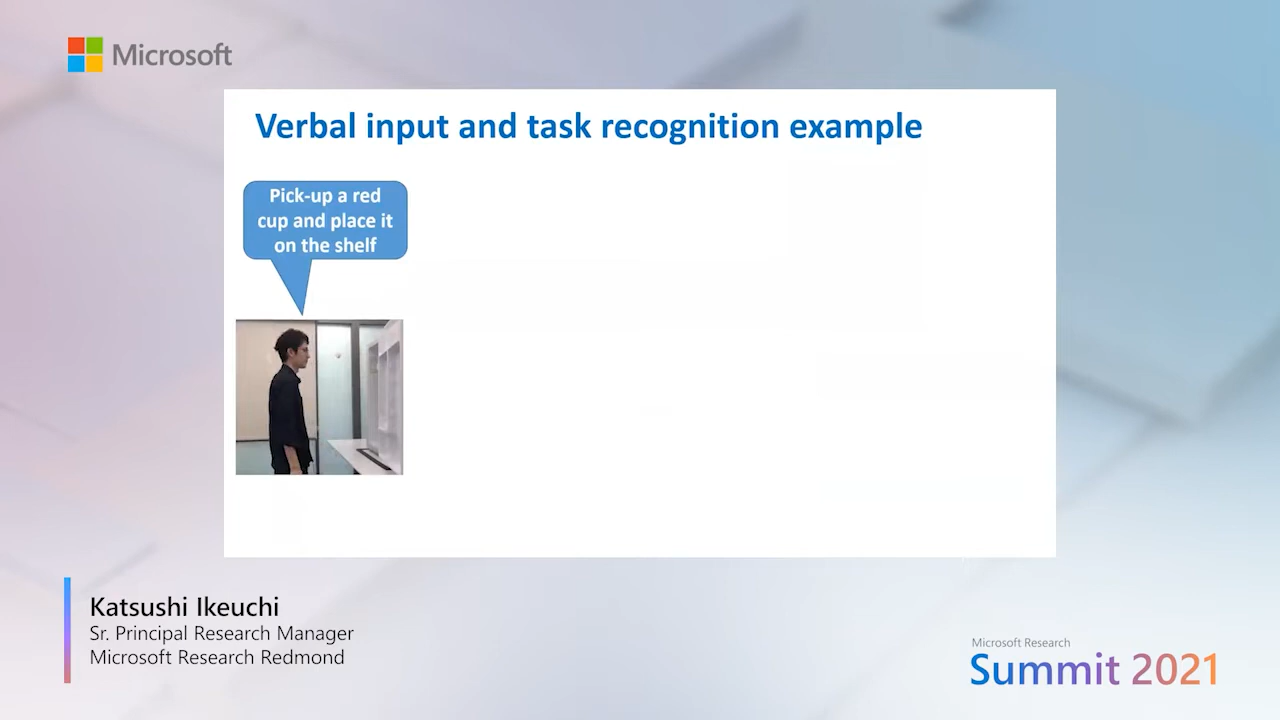 Microsoft
Verbal input and task recognition example
Pick-up a red
cup and place it
on the shelf
Katsushi Ikeuchi
Sr. Principal Research Manager
Microsoft Research Redmond
Microsoft Research
Summit 2021